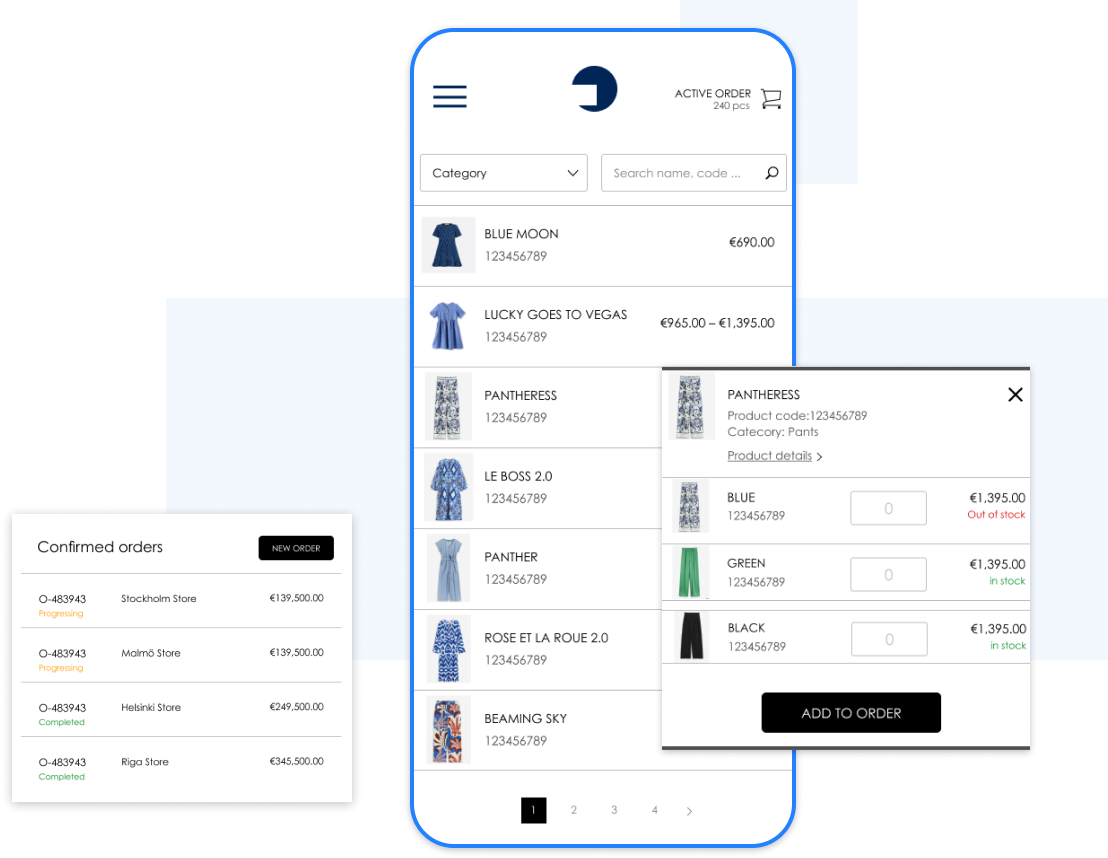 ACTIVE ORDER
240 pcs
Category
Search name, code ...
BLUE MOON
123456789
€690.00
LUCKY GOES TO VEGAS
123456789
€965.00 – €1,395.00
PANTHERESS
123456789
LE BOSS 2.0
123456789
PANTHER
123456789
ROSE ET LA ROUE 2.0
123456789
BEAMING SKY
123456789
1 2 3 4
PANTHERESS
Product code:123456789
Catecory: Pants
Product details
BLUE
123456789
0
€1,395.00
Out of stock
GREEN
123456789
0
€1,395.00
in stock
BLACK
123456789
0
€1,395.00
in stock
ADD TO ORDER
Confirmed orders
NEW ORDER
O-483943 Stockholm Store €139,500.00
Progressing
O-483943 Malmö Store €139,500.00
Progressing
O-483943 Helsinki Store €249,500.00
Completed
O-483943 Riga Store €345,500.00
Completed